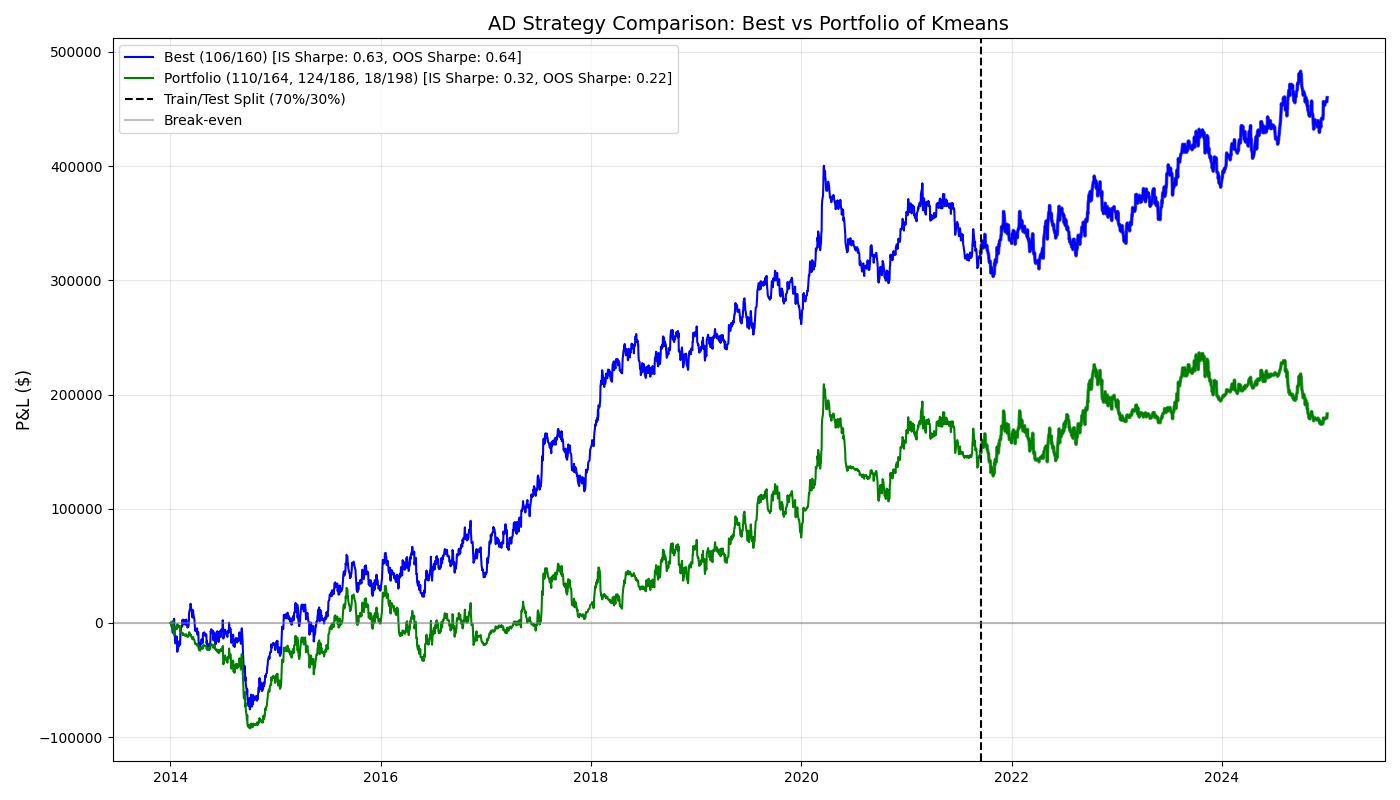 AD Strategy Comparison: Best vs Portfolio of Kmeans
Best (106/160) [IS Sharpe: 0.63, OOS Sharpe: 0.64]
Portfolio (110/164, 124/186, 18/198) [IS Sharpe: 0.32, OOS Sharpe: 0.22]
Train/Test Split (70%/30%)
Break-even
P&L ($)
500000
400000
300000
200000
100000
0
−100000
2014 2016 2018 2020 2022 2024